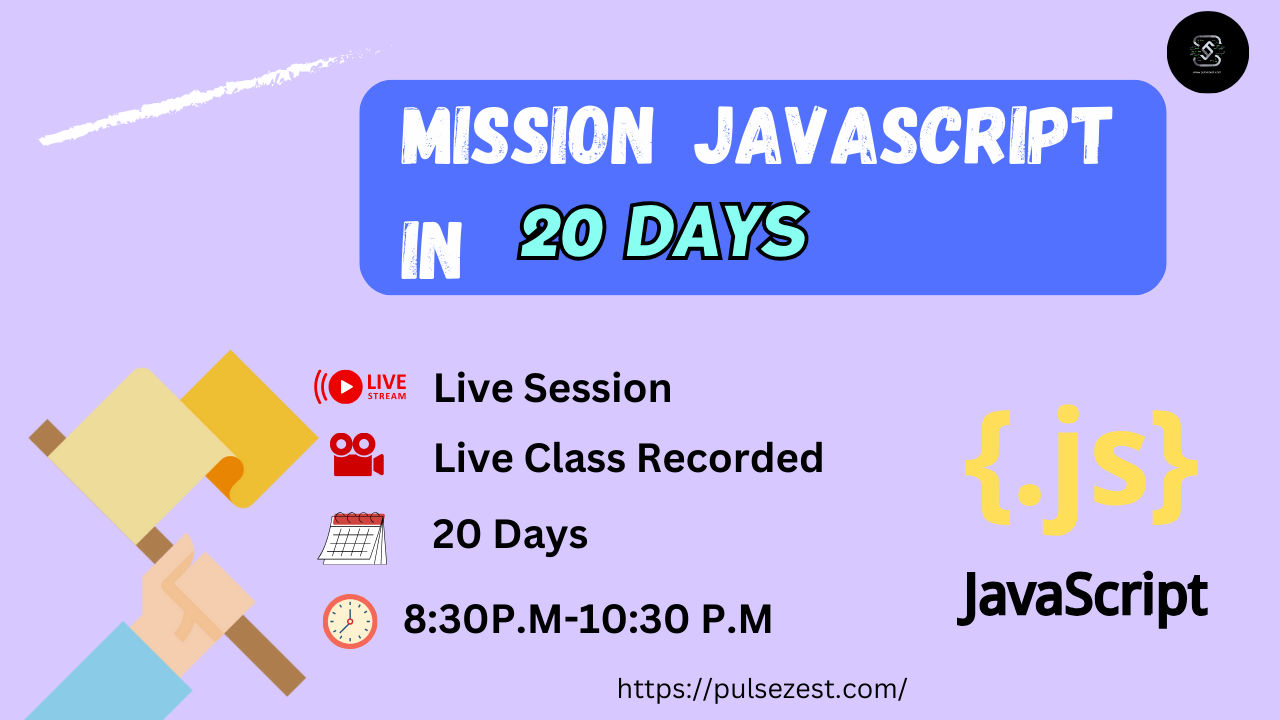 MISSION JAVASCRIPT
IN 20 DAYS
LIVE
STREAM
Live Session
Live Class Recorded
20 Days
8:30P.M-10:30 P.M
{.js}
JavaScript
https://pulsezest.com/